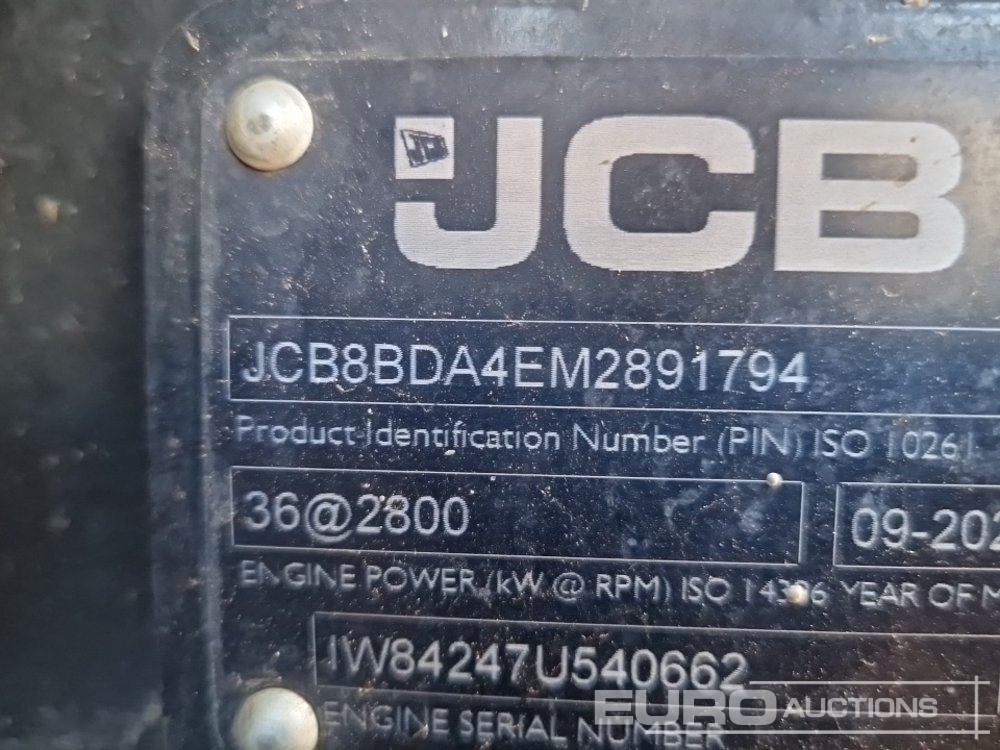 JCB
JCB8BDA4EM2891794
Product Identification Number (PIN) ISO 10261
36@2800
09-202
ENGINE POWER (kW @ RPM) ISO 14396 YEAR OF M
IW84247U540662
ENGINE SERIAL NUMBER
EURO AUCTIONS